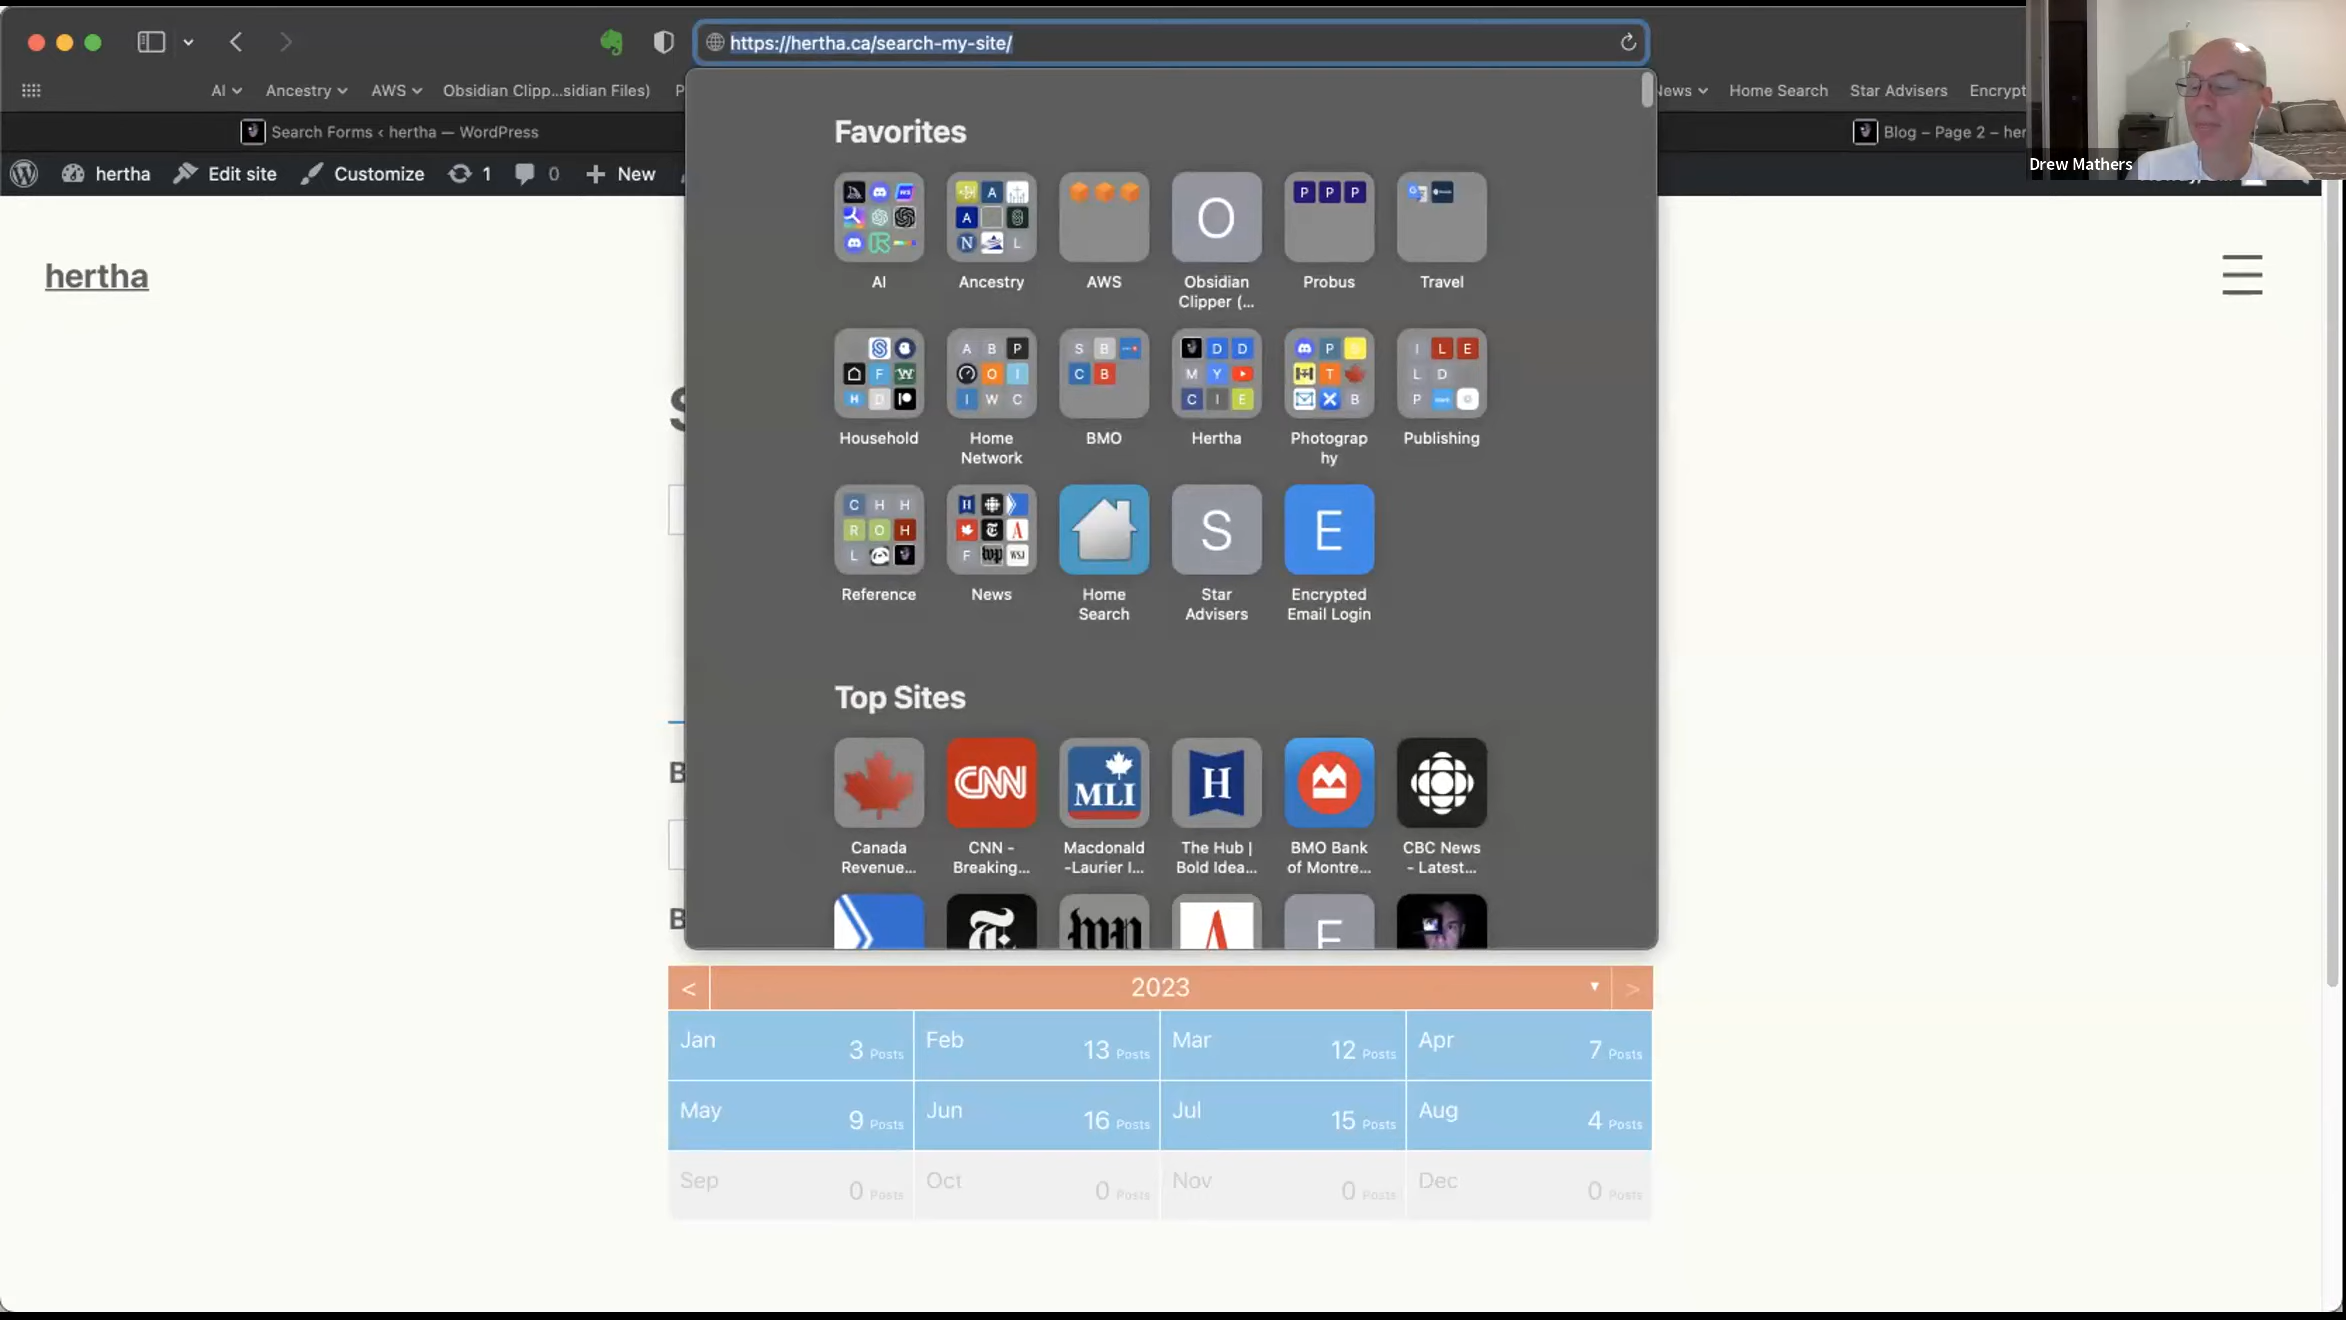 https://hertha.ca/search-my-site/
AI
Ancestry
AWS
Obsidian Clipp...sidian Files)
News
Home Search
Star Advisers
Encrypt
Search Forms ‹ hertha — WordPress
Blog – Page 2 – her
Drew Mathers
hertha
Edit site
Customize
1
0
New
hertha
Favorites
AI
Ancestry
AWS
Obsidian
Clipper (...
Probus
Travel
Household
Home
Network
BMO
Hertha
Photograp
hy
Publishing
Reference
News
Home
Search
Star
Advisers
Encrypted
Email Login
Top Sites
CNN
MLI
H
Canada
Revenue...
CNN -
Breaking...
Macdonald
-Laurier I...
The Hub |
Bold Idea...
BMO Bank
of Montre...
CBC News
- Latest...
< 2023 >
Jan 3 Posts
Feb 13 Posts
Mar 12 Posts
Apr 7 Posts
May 9 Posts
Jun 16 Posts
Jul 15 Posts
Aug 4 Posts
Sep 0 Posts
Oct 0 Posts
Nov 0 Posts
Dec 0 Posts